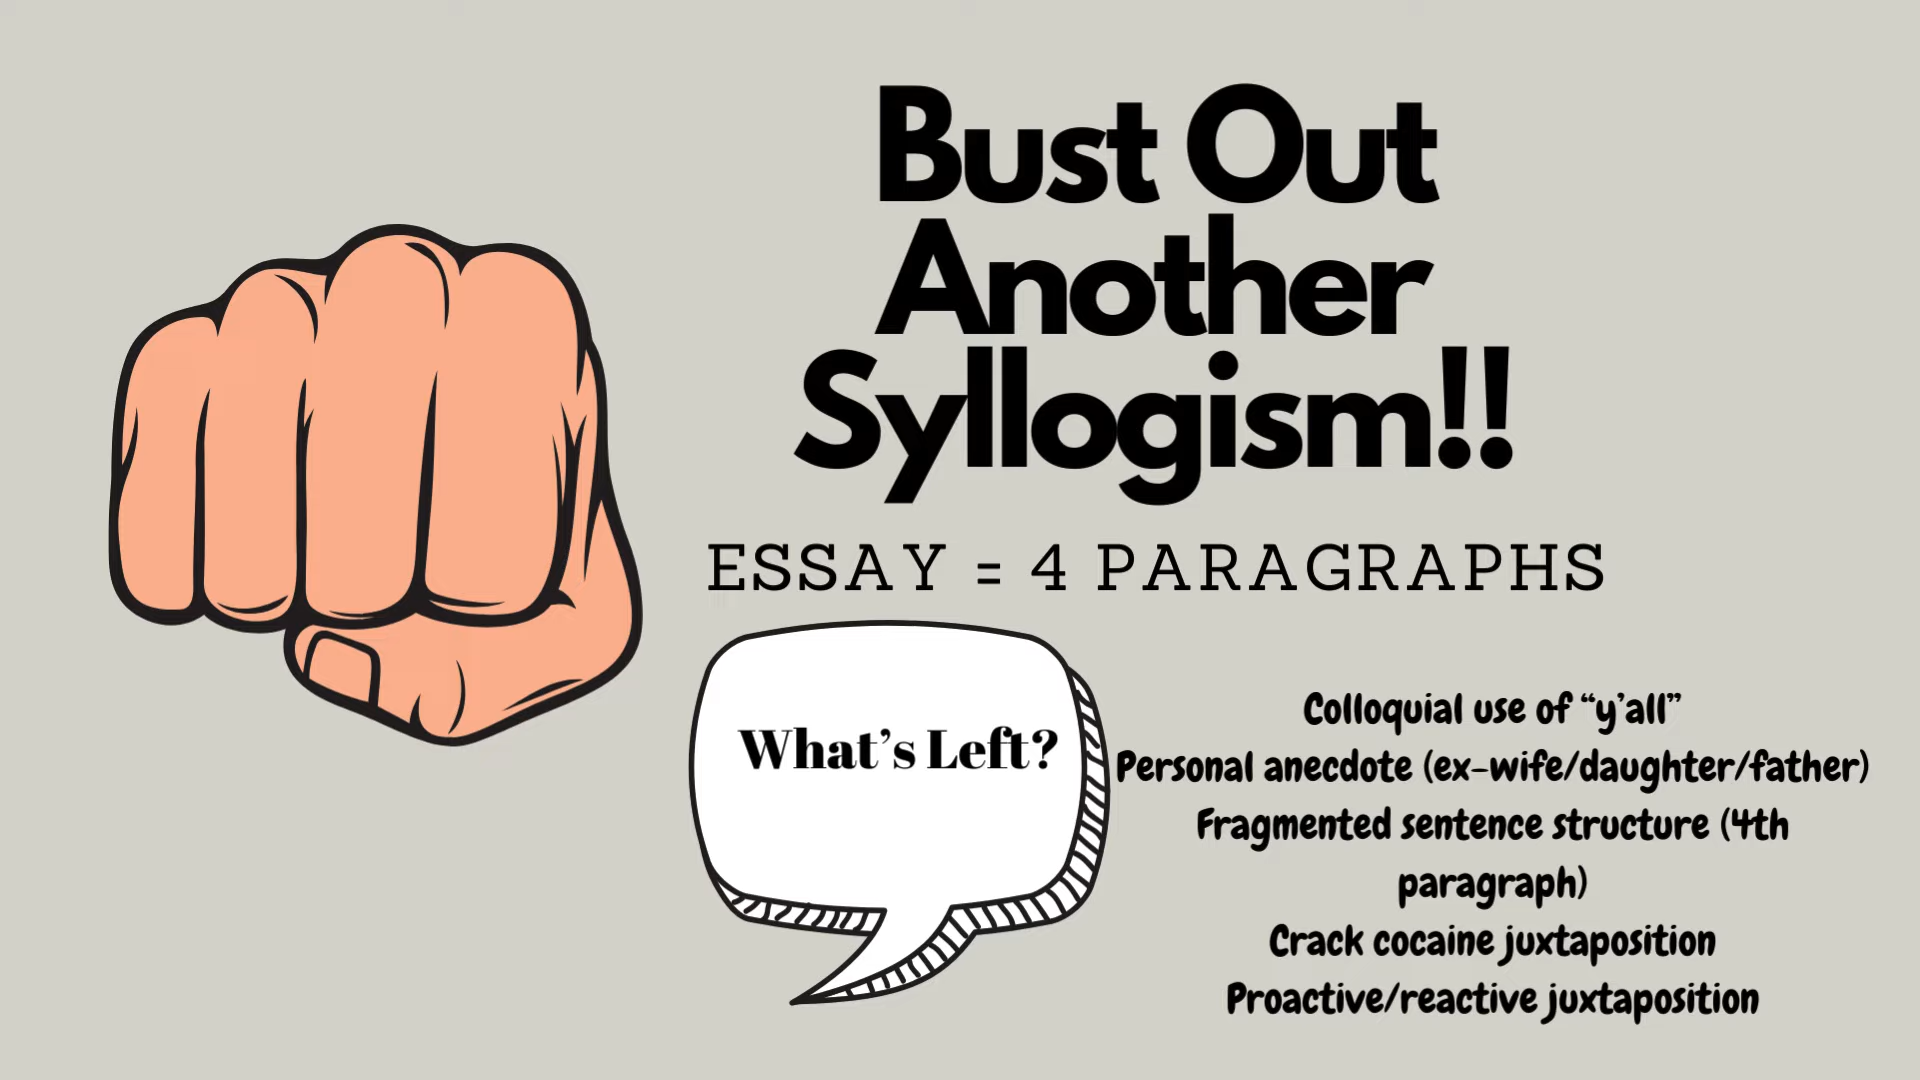 Bust Out
Another
Syllogism!!
ESSAY = 4 PARAGRAPHS
What's Left?
Colloquial use of “y'all”
Personal anecdote (ex-wife/daughter/father)
Fragmented sentence structure (4th
paragraph)
Crack cocaine juxtaposition
Proactive/reactive juxtaposition